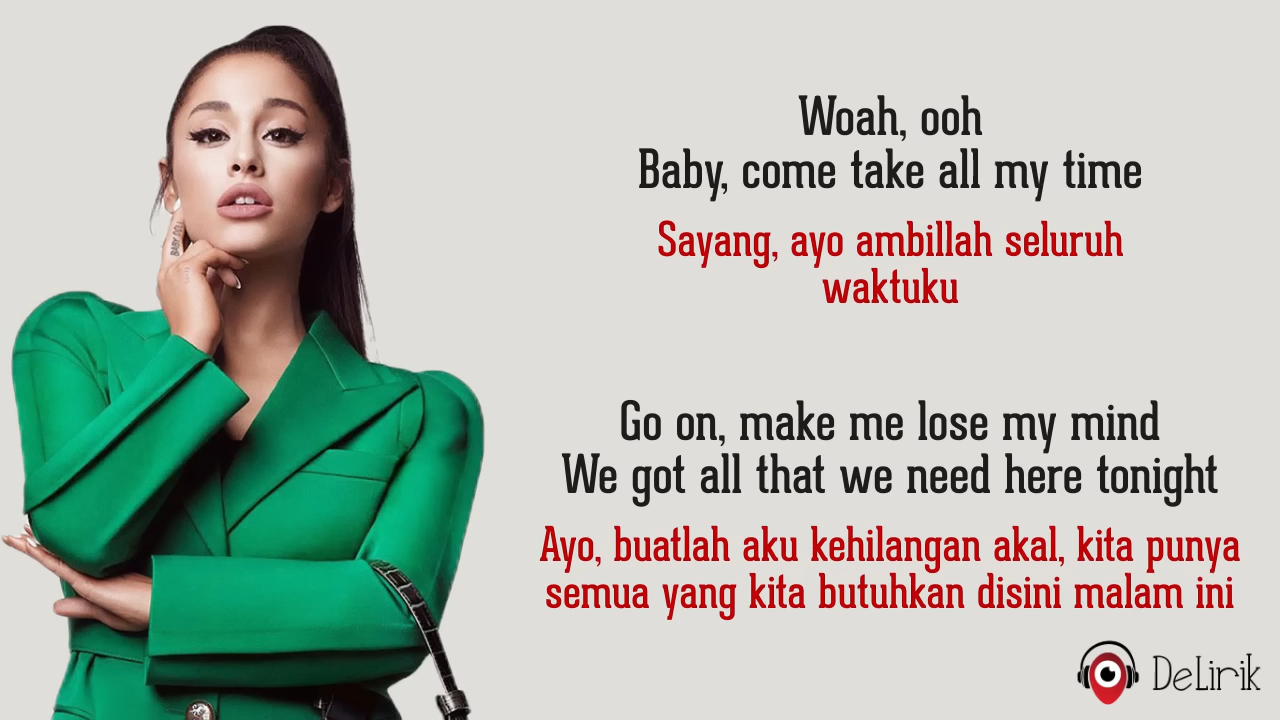 Woah, ooh
Baby, come take all my time
Sayang, ayo ambillah seluruh
waktuku
Go on, make me lose my mind
We got all that we need here tonight
Ayo, buatlah aku kehilangan akal, kita punya
semua yang kita butuhkan disini malam ini
DeLirik